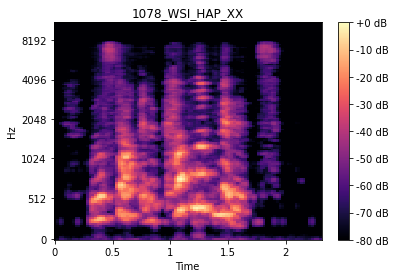 1078_WSI_HAP_XX
+0 dB
8192
-10 dB
4096
-20 dB
-30 dB
2048
Hz
-40 dB
1024
-50 dB
512
-60 dB
-70 dB
0
-80 dB
0
0.5
1
1.5
2
Time